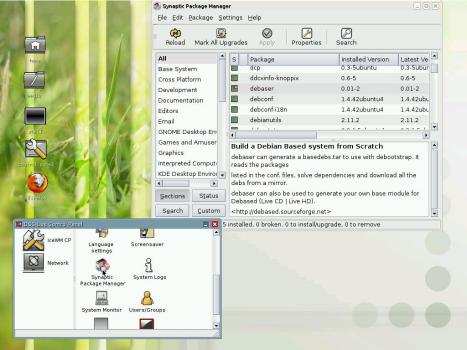 Synaptic Package Manager
File Edit Package Settings Help
Reload Mark All Upgrades Apply Properties Search
All
Base System
Cross Platform
Development
Documentation
Editors
Email
GNOME Desktop En
Games and Amuser
Graphics
Interpreted Comput
KDE Desktop Enviro
Sections Status
Search Custom
S Package Installed Version Latest Ve
dcp 0.3-5ubuntu 0.3-5ubu
ddcxinfo-knoppix 0.6-5 0.6-5
debaser 0.01-2 0.01-2
debconf 1.4.42ubuntu4 1.4.42ubu
debconf-i18n 1.4.42ubuntu4 1.4.42ubu
debianutils 2.11.2 2.11.2
Build a Debian Based system from Scratch
debaser can generate a basedebs.tar to use with debootstrap. It
reads the packages
listed in the conf. files, solve dependencies and download all the
debs from a mirror.
debaser can also be used to generate your own base module for
Debased (Live CD | Live HD).
<http://debased.sourceforge.net>
5 installed, 0 broken. 0 to install/upgrade, 0 to remove
Control Panel
IceWM CP
Network
Language
settings
Screensaver
Synaptic
Package Manager
System Logs
System Monitor
Users/Groups